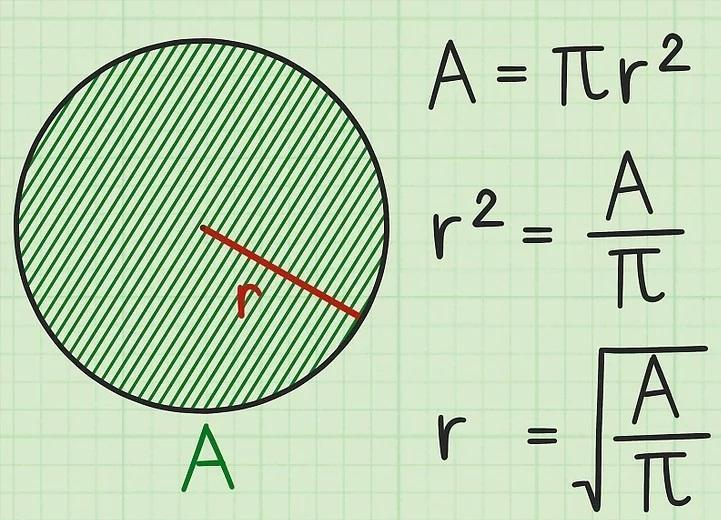 A = πr²
r² = A/π
r = √(A/π)
r
A